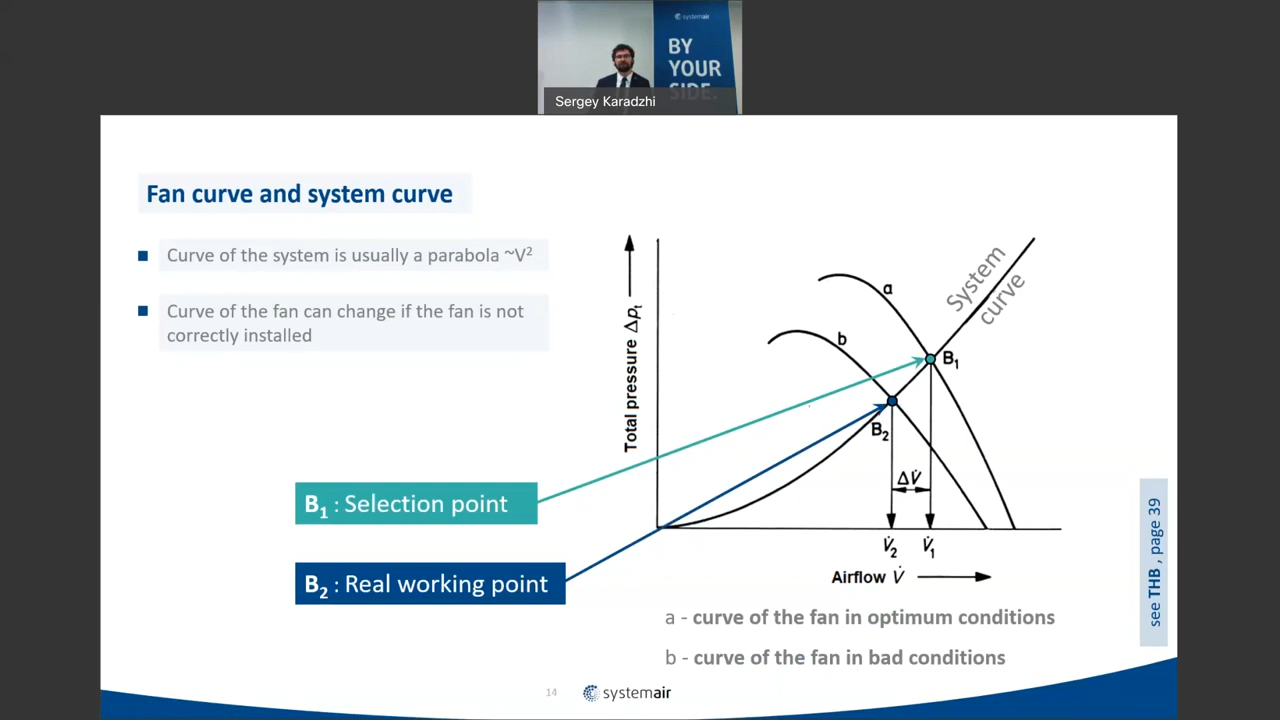 systemair
BY
YOUR
SIDE.
Sergey Karadzhi
Fan curve and system curve
Curve of the system is usually a parabola ~V²
Curve of the fan can change if the fan is not
correctly installed
B₁ : Selection point
B₂ : Real working point
Total pressure Δpₜ
a
b
System
curve
B₁
B₂
ΔV̇
V̇₂
V̇₁
Airflow V̇
a - curve of the fan in optimum conditions
b - curve of the fan in bad conditions
see THB , page 39
14
systemair